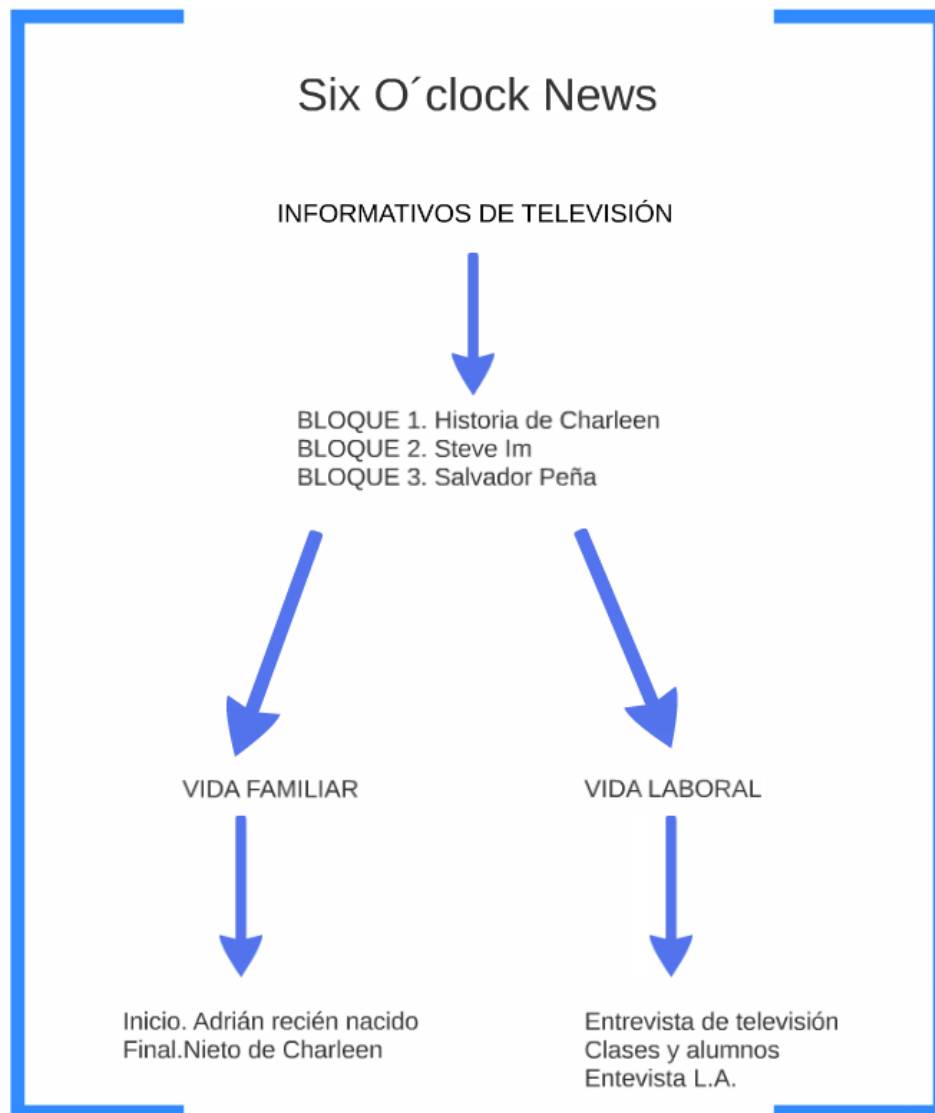 Six O´clock News
INFORMATIVOS DE TELEVISIÓN
BLOQUE 1. Historia de Charleen
BLOQUE 2. Steve Im
BLOQUE 3. Salvador Peña
VIDA FAMILIAR
VIDA LABORAL
Inicio. Adrián recién nacido
Final.Nieto de Charleen
Entrevista de televisión
Clases y alumnos
Entevista L.A.